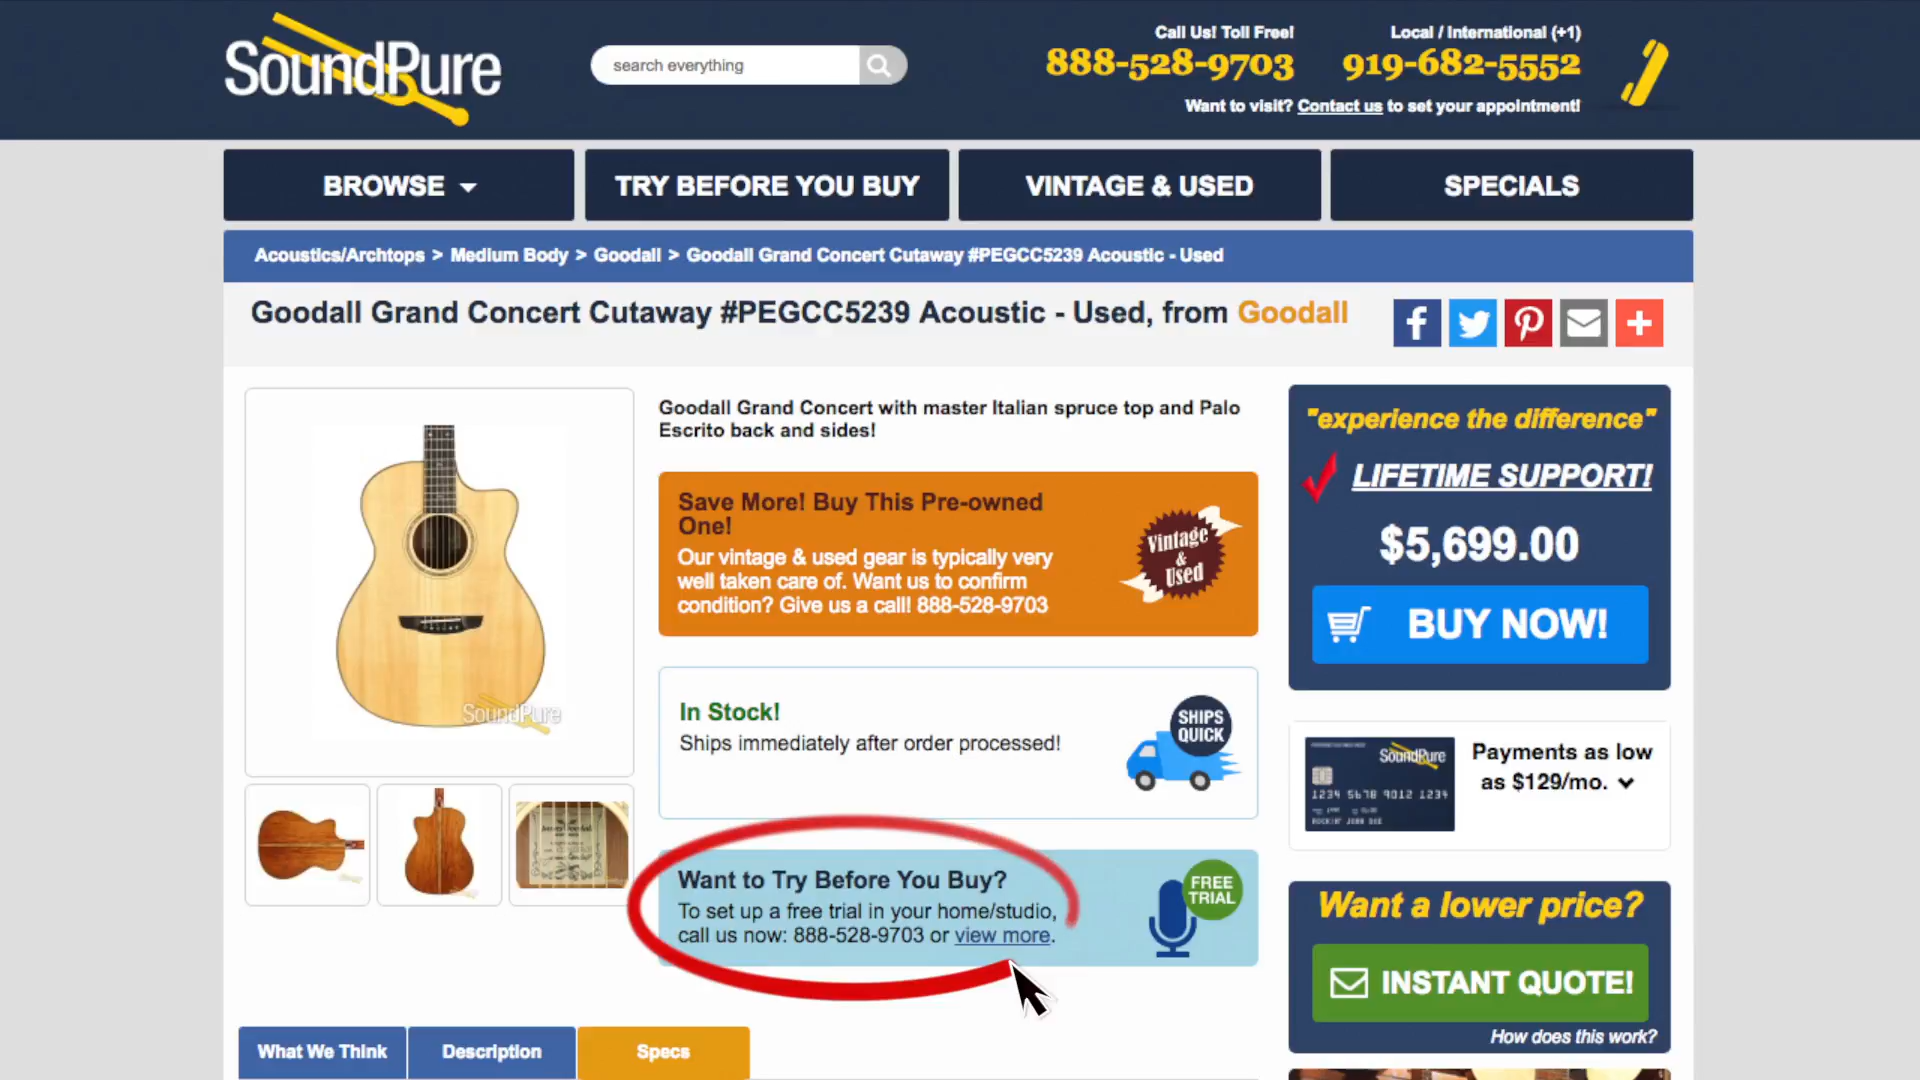 SoundPure
search everything
Call Us! Toll Free!
888-528-9703
Local / International (+1)
919-682-5552
Want to visit? Contact us to set your appointment!
BROWSE
TRY BEFORE YOU BUY
VINTAGE & USED
SPECIALS
Acoustics/Archtops > Medium Body > Goodall > Goodall Grand Concert Cutaway #PEGCC5239 Acoustic - Used
Goodall Grand Concert Cutaway #PEGCC5239 Acoustic - Used, from Goodall
SoundPure
Goodall Grand Concert with master Italian spruce top and Palo
Escrito back and sides!
Save More! Buy This Pre-owned
One!
Our vintage & used gear is typically very
well taken care of. Want us to confirm
condition? Give us a call! 888-528-9703
Vintage
&
Used
In Stock!
Ships immediately after order processed!
SHIPS
QUICK
Want to Try Before You Buy?
To set up a free trial in your home/studio,
call us now: 888-528-9703 or view more.
FREE
TRIAL
"experience the difference"
LIFETIME SUPPORT!
$5,699.00
BUY NOW!
SoundPure
1234 5678 9012 1234
Payments as low
as $129/mo.
Want a lower price?
INSTANT QUOTE!
How does this work?
What We Think
Description
Specs